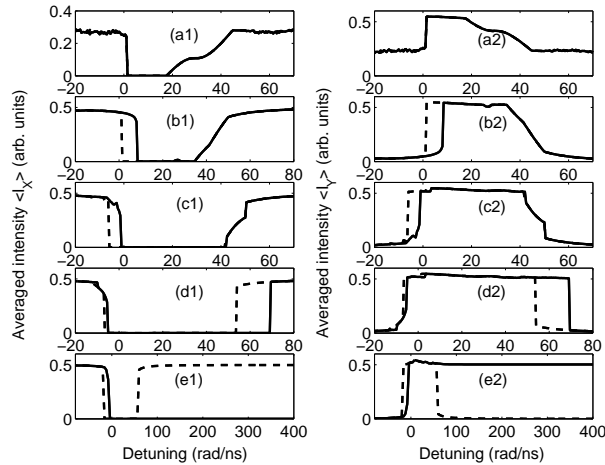 0.4
0.2
0
(a1)
0.4
0.2
0
(a2)
−20 0 20 40 60 80
−20 0 20 40 60
0.5
0
(b1)
0.5
0
(b2)
−20 0 20 40 60
−20 0 20 40 60
0.5
0
(c1)
0.5
0
(c2)
−20 0 20 40 60 80
−20 0 20 40 60 80
0.5
0
(d1)
0.5
0
(d2)
−20 0 20 40 60 80
−20 0 20 40 60 80
0.5
0
(e1)
0.5
0
(e2)
0 100 200 300 400
0 100 200 300 400
Detuning (rad/ns)
Detuning (rad/ns)
Averaged intensity <I_X> (arb. units)
Averaged intensity <I_Y> (arb. units)